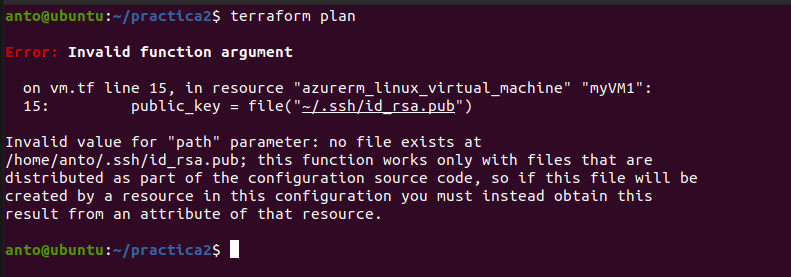 anto@ubuntu:~/practica2$ terraform plan
Error: Invalid function argument
on vm.tf line 15, in resource "azurerm_linux_virtual_machine" "myVM1":
15: public_key = file("~/.ssh/id_rsa.pub")
Invalid value for "path" parameter: no file exists at
/home/anto/.ssh/id_rsa.pub; this function works only with files that are
distributed as part of the configuration source code, so if this file will be
created by a resource in this configuration you must instead obtain this
result from an attribute of that resource.
anto@ubuntu:~/practica2$